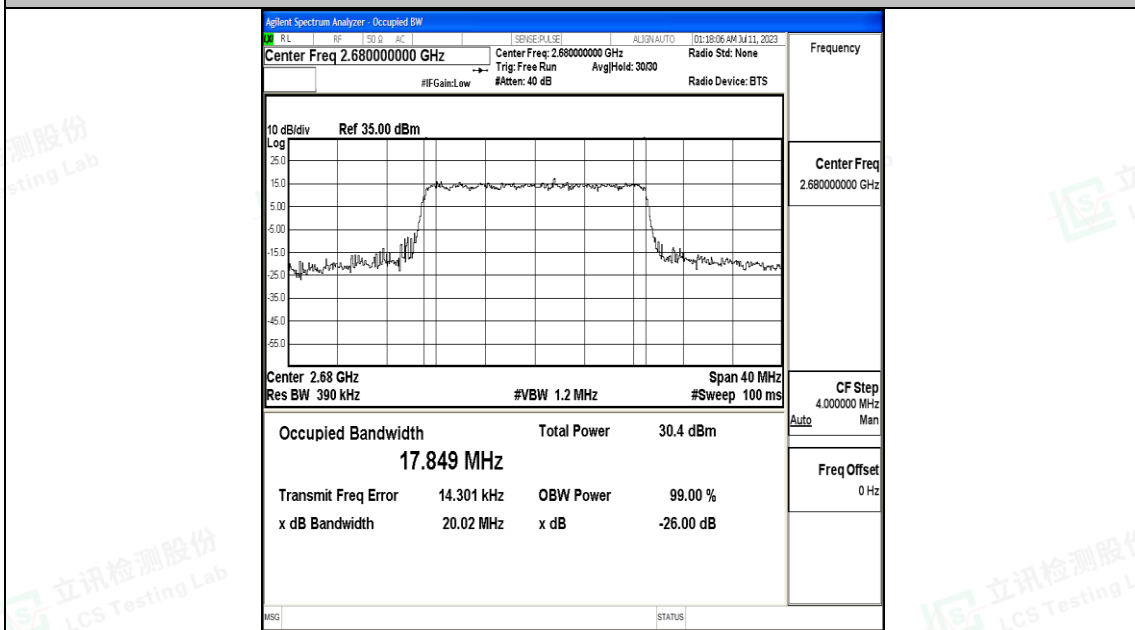 Agilent Spectrum Analyzer - Occupied BW
RL RF 50 Ω AC SENSE:PULSE ALIGNAUTO 01:18:06 AM Jul 11, 2023
Center Freq 2.680000000 GHz
Center Freq: 2.680000000 GHz Radio Std: None
Trig: Free Run Avg|Hold: 30/30
#IFGain:Low #Atten: 40 dB Radio Device: BTS
Frequency
10 dB/div Ref 35.00 dBm
Log
25.0
15.0
5.00
-5.00
-15.0
-25.0
-35.0
-45.0
-55.0
Center 2.68 GHz Span 40 MHz
Res BW 390 kHz #VBW 1.2 MHz #Sweep 100 ms
Center Freq
2.680000000 GHz
CF Step
4.000000 MHz
Auto Man
Freq Offset
0 Hz
Occupied Bandwidth Total Power 30.4 dBm
17.849 MHz
Transmit Freq Error 14.301 kHz OBW Power 99.00 %
x dB Bandwidth 20.02 MHz x dB -26.00 dB
MSG STATUS
测股份
sting Lab
立
LCS
立讯检测股份
LCS Testing Lab
立讯检测股份
LCS Testing L